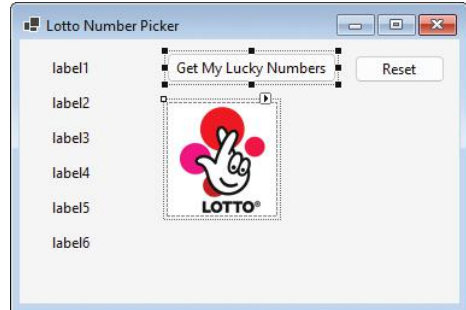 Lotto Number Picker
label1
Get My Lucky Numbers
Reset
label2
label3
label4
label5
label6
LOTTO®